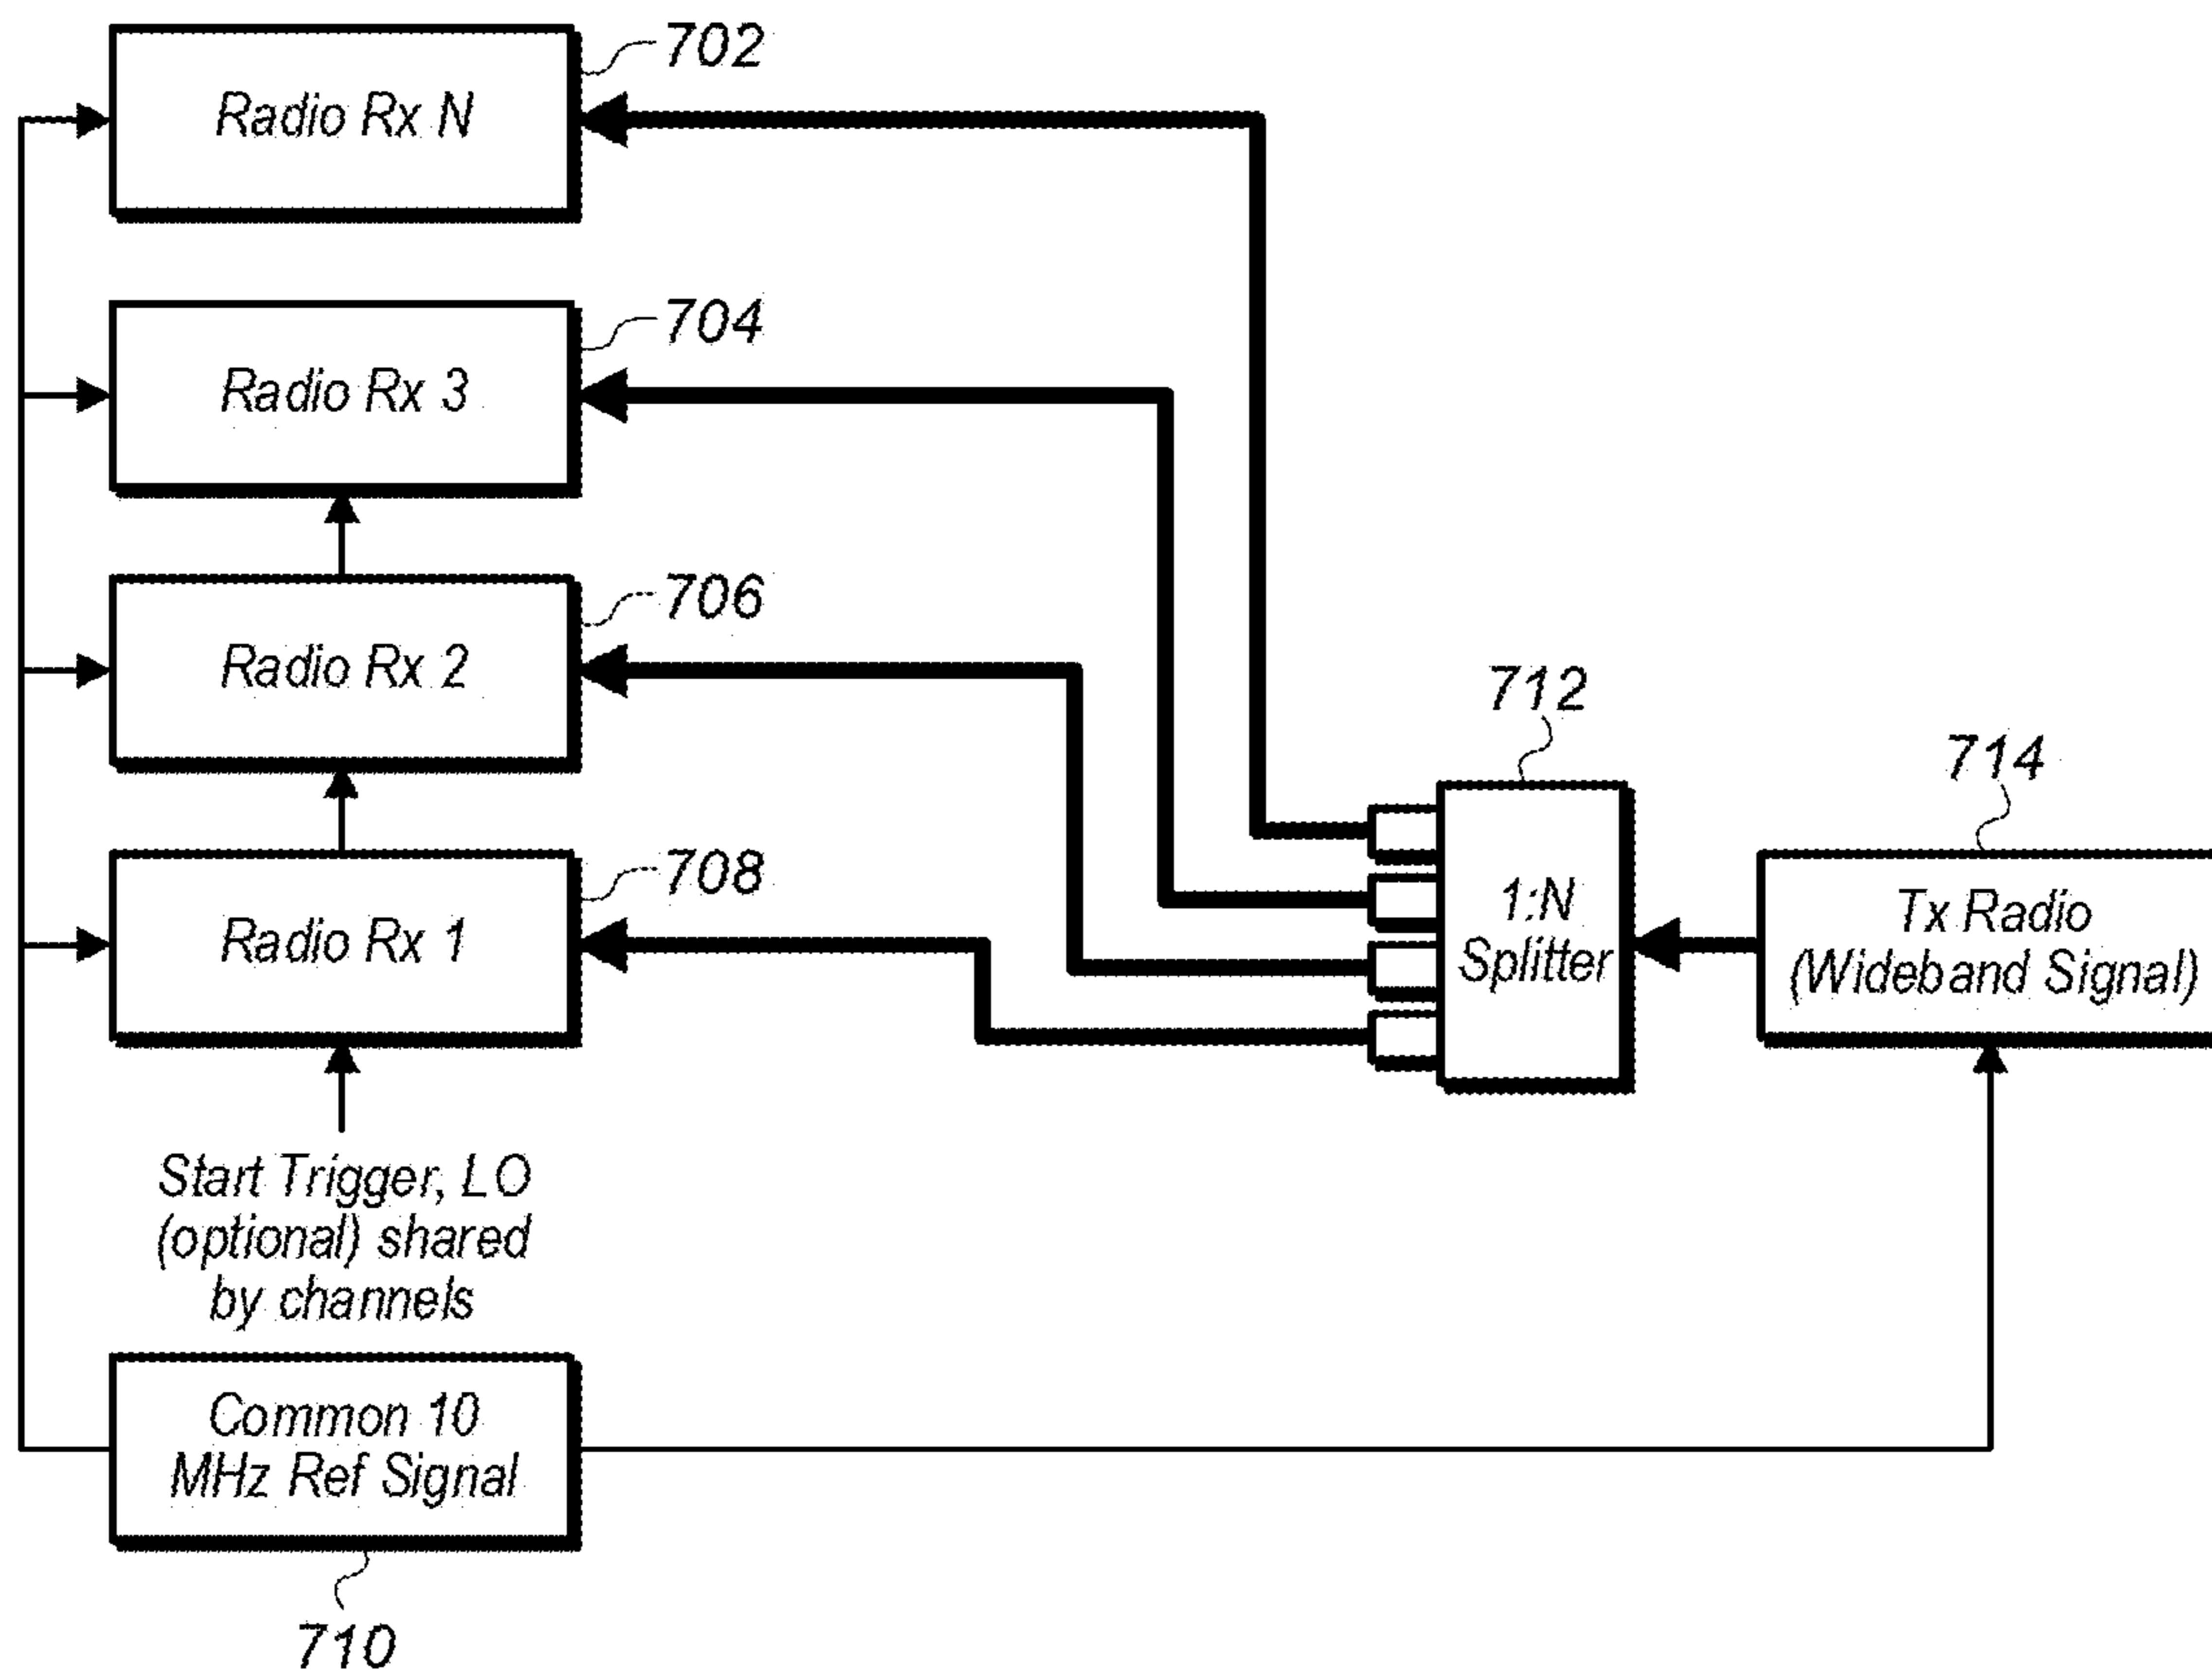 702
Radio Rx N
704
Radio Rx 3
706
Radio Rx 2
708
Radio Rx 1
712
1:N
Splitter
714
Tx Radio
(Wideband Signal)
Start Trigger, LO
(optional) shared
by channels
Common 10
MHz Ref Signal
710